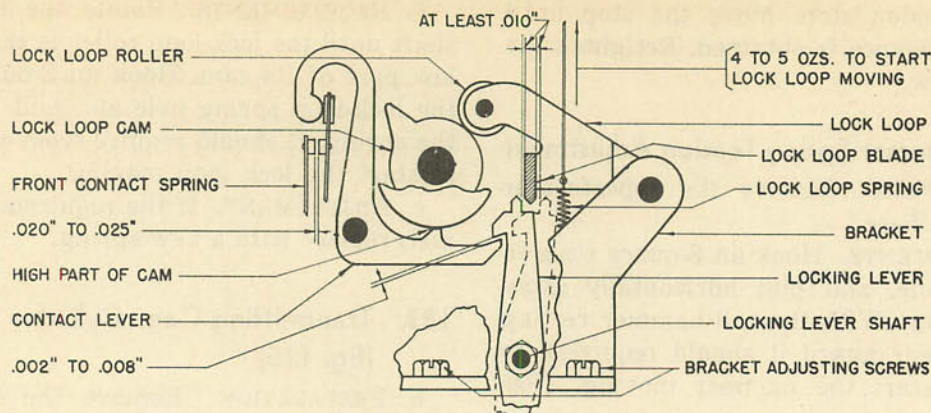 AT LEAST .010"
LOCK LOOP ROLLER
4 TO 5 OZS. TO START
LOCK LOOP MOVING
LOCK LOOP CAM
LOCK LOOP
LOCK LOOP BLADE
FRONT CONTACT SPRING
LOCK LOOP SPRING
.020" TO .025"
BRACKET
HIGH PART OF CAM
LOCKING LEVER
CONTACT LEVER
LOCKING LEVER SHAFT
.002" TO .008"
BRACKET ADJUSTING SCREWS